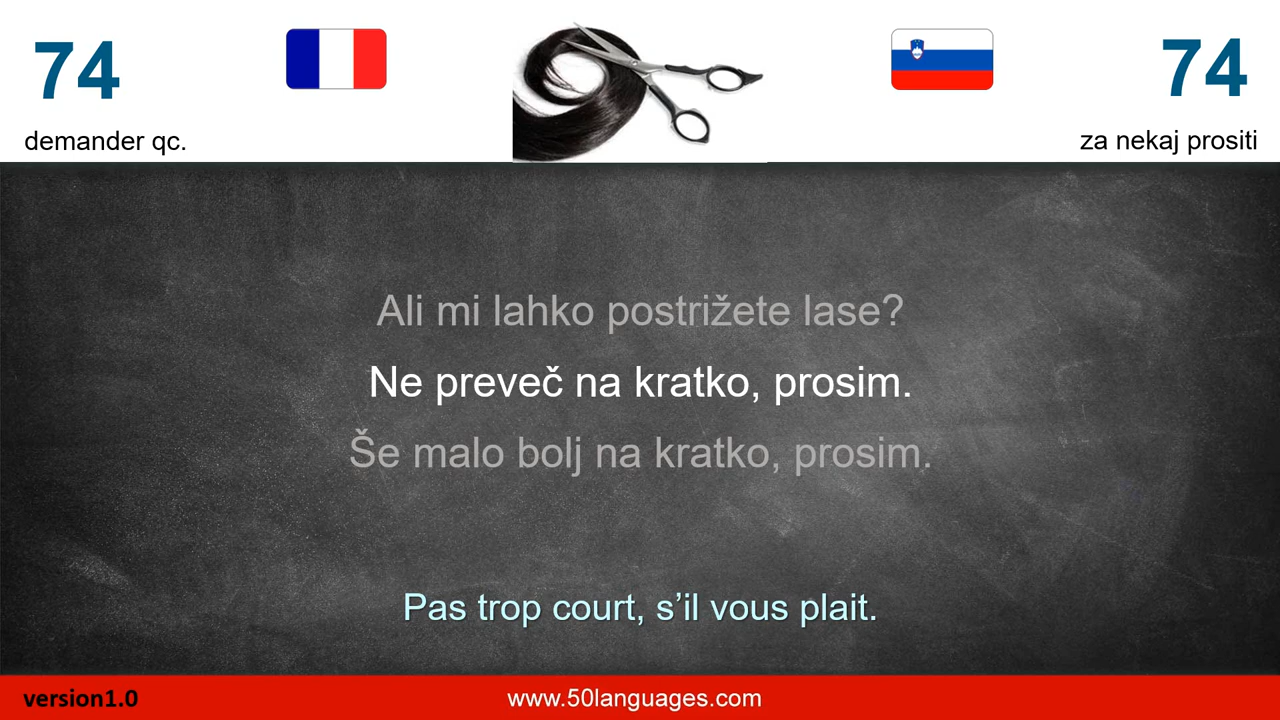 74
74
demander qc.
za nekaj prositi
Ali mi lahko postrižete lase?
Ne preveč na kratko, prosim.
Še malo bolj na kratko, prosim.
Pas trop court, s’il vous plait.
version1.0
www.50languages.com